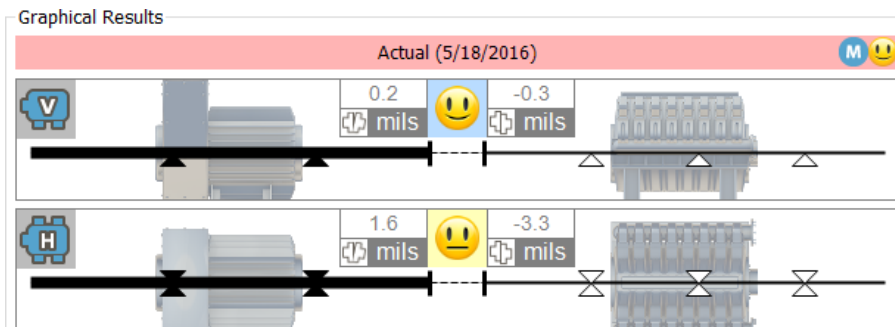 Graphical Results
Actual (5/18/2016)
M
V
0.2
-0.3
mils
mils
H
1.6
-3.3
mils
mils